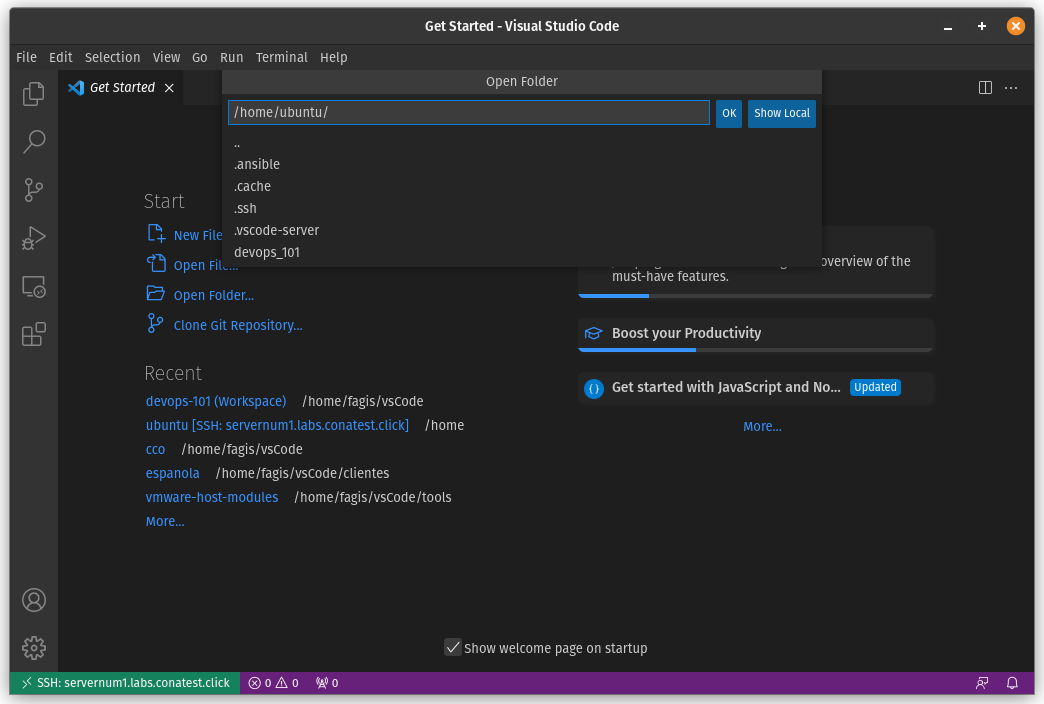 Get Started - Visual Studio Code
File Edit Selection View Go Run Terminal Help
Get Started
Open Folder
/home/ubuntu/
OK
Show Local
..
.ansible
.cache
.ssh
.vscode-server
devops_101
Start
New File
Open File...
Open Folder...
Clone Git Repository...
Recent
devops-101 (Workspace) /home/fagis/vsCode
ubuntu [SSH: servernum1.labs.conatest.click] /home
cco /home/fagis/vsCode
espanola /home/fagis/vsCode/clientes
vmware-host-modules /home/fagis/vsCode/tools
More...
overview of the
must-have features.
Boost your Productivity
Get started with JavaScript and No... Updated
More...
Show welcome page on startup
SSH: servernum1.labs.conatest.click 0 0 0